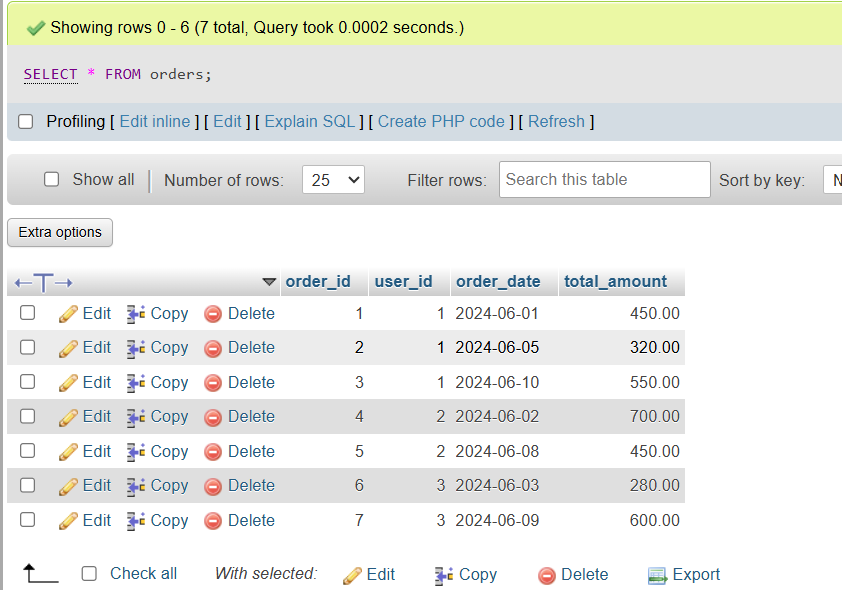 Showing rows 0 - 6 (7 total, Query took 0.0002 seconds.)
SELECT * FROM orders;
Profiling [ Edit inline ] [ Edit ] [ Explain SQL ] [ Create PHP code ] [ Refresh ]
Show all | Number of rows: 25 Filter rows: Search this table Sort by key: N
Extra options
←T→ order_id user_id order_date total_amount
Edit Copy Delete 1 1 2024-06-01 450.00
Edit Copy Delete 2 1 2024-06-05 320.00
Edit Copy Delete 3 1 2024-06-10 550.00
Edit Copy Delete 4 2 2024-06-02 700.00
Edit Copy Delete 5 2 2024-06-08 450.00
Edit Copy Delete 6 3 2024-06-03 280.00
Edit Copy Delete 7 3 2024-06-09 600.00
Check all With selected: Edit Copy Delete Export